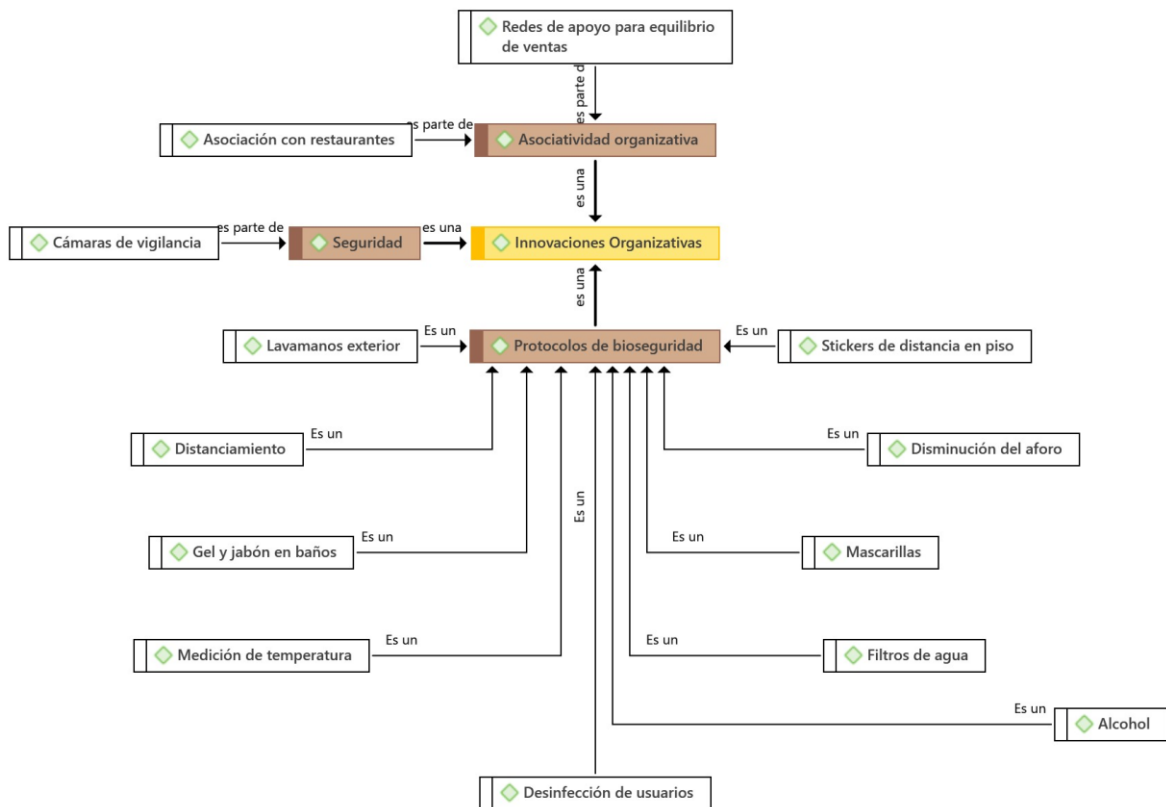 Redes de apoyo para equilibrio
de ventas
es parte de
Asociación con restaurantes
es parte de
Asociatividad organizativa
es una
Cámaras de vigilancia
es parte de
Seguridad
es una
Innovaciones Organizativas
es una
Lavamanos exterior
Es un
Protocolos de bioseguridad
Es un
Stickers de distancia en piso
Distanciamiento
Es un
Es un
Disminución del aforo
Es un
Gel y jabón en baños
Es un
Es un
Mascarillas
Medición de temperatura
Es un
Es un
Filtros de agua
Es un
Alcohol
Desinfección de usuarios